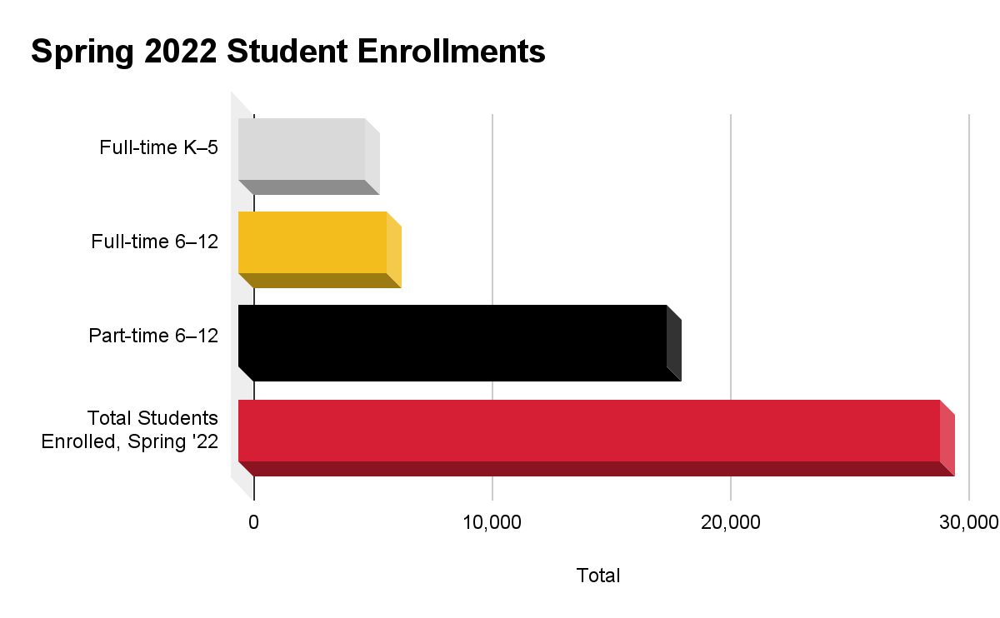 Spring 2022 Student Enrollments
Full-time K–5
Full-time 6–12
Part-time 6–12
Total Students
Enrolled, Spring '22
0
10,000
20,000
30,000
Total